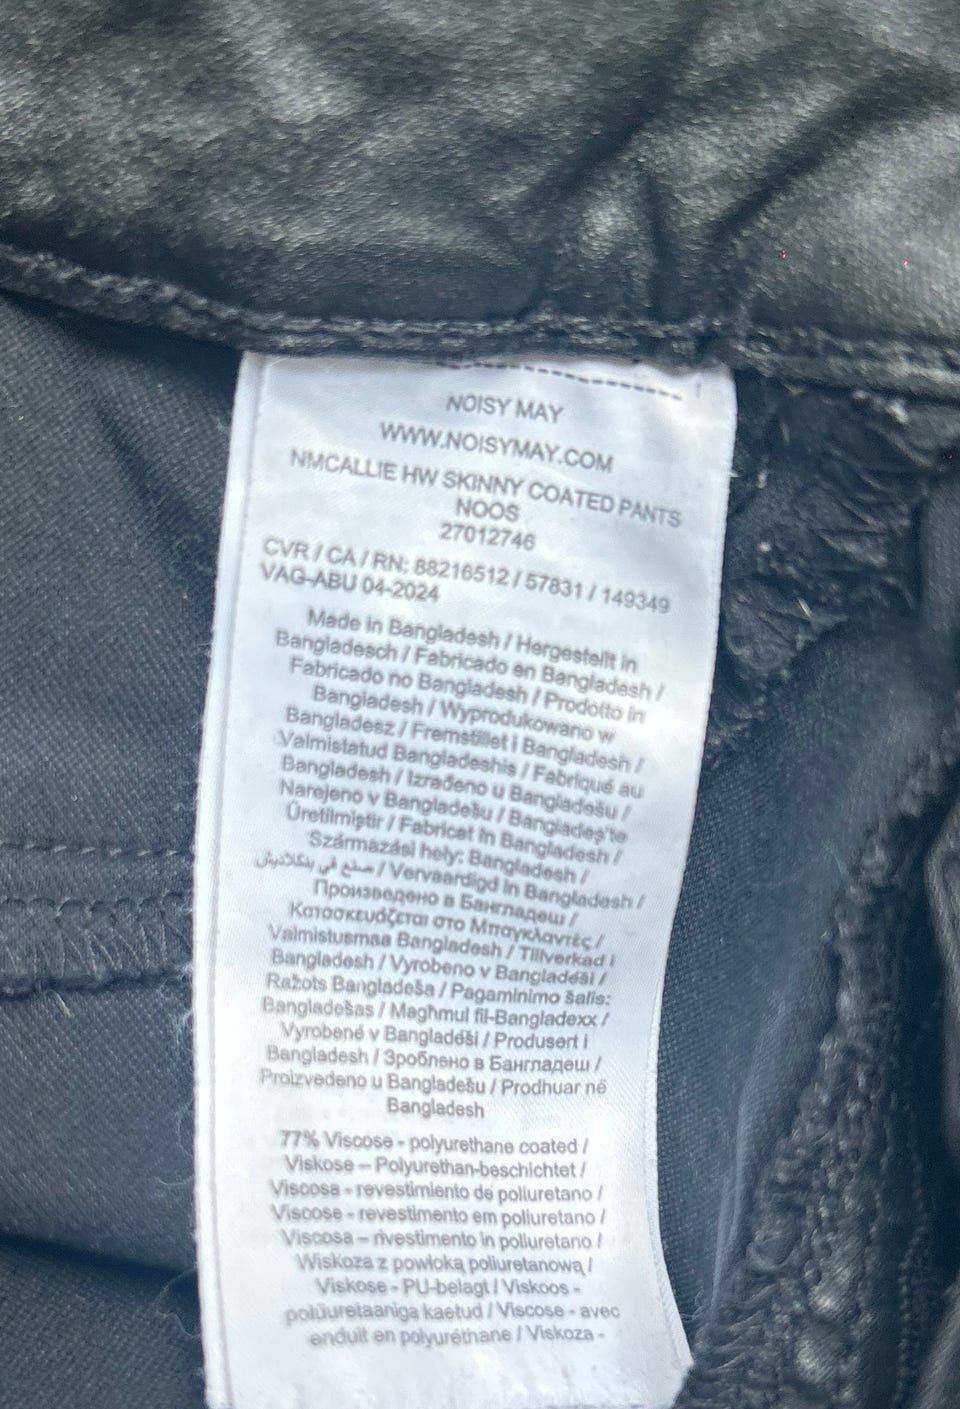 NOISY MAY
WWW.NOISYMAY.COM
NMCALLIE HW SKINNY COATED PANTS
NOOS
27012746
CVR / CA / RN: 88216512 / 57831 / 149349
VAG-ABU 04-2024
Made in Bangladesh / Hergestellt in
Bangladesch / Fabricado en Bangladesh /
Fabricado no Bangladesh / Prodotto in
Bangladesh / Wyprodukowano w
Bangladesz / Fremstillet i Bangladesh /
Valmistatud Bangladeshis / Fabriqué au
Bangladesh / Izrađeno u Bangladešu /
Narejeno v Bangladešu / Bangladeş'te
Üretilmiştir / Fabricat în Bangladesh /
Származási hely: Bangladesh /
صنع في بنكلاديش / Vervaardigd in Bangladesh /
Произведено в Бангладеш /
Κατασκευάζεται στο Μπαγκλαντές /
Valmistusmaa Bangladesh / Tillverkad i
Bangladesh / Vyrobeno v Bangladéši /
Ražots Bangladeša / Pagaminimo šalis:
Bangladešas / Maghmul fil-Bangladexx /
Vyrobené v Bangladéši / Produsert i
Bangladesh / Зроблено в Бангладеш /
Proizvedeno u Bangladešu / Prodhuar në
Bangladesh
77% Viscose - polyurethane coated /
Viskose – Polyurethan-beschichtet /
Viscosa - revestimiento de poliuretano /
Viscose - revestimento em poliuretano /
Viscosa – rivestimento in poliuretano /
Wiskoza z powłoką poliuretanową /
Viskose - PU-belagt / Viskoos -
polüuretaaniga kaetud / Viscose - avec
enduit en polyuréthane / Viskoza -